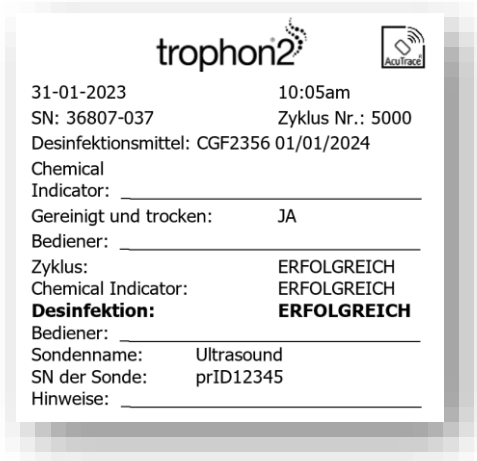 trophon2
AcuTrace
31-01-2023 10:05am
SN: 36807-037 Zyklus Nr.: 5000
Desinfektionsmittel: CGF2356 01/01/2024
Chemical
Indicator:
Gereinigt und trocken: JA
Bediener:
Zyklus: ERFOLGREICH
Chemical Indicator: ERFOLGREICH
Desinfektion: ERFOLGREICH
Bediener:
Sondenname: Ultrasound
SN der Sonde: prID12345
Hinweise: